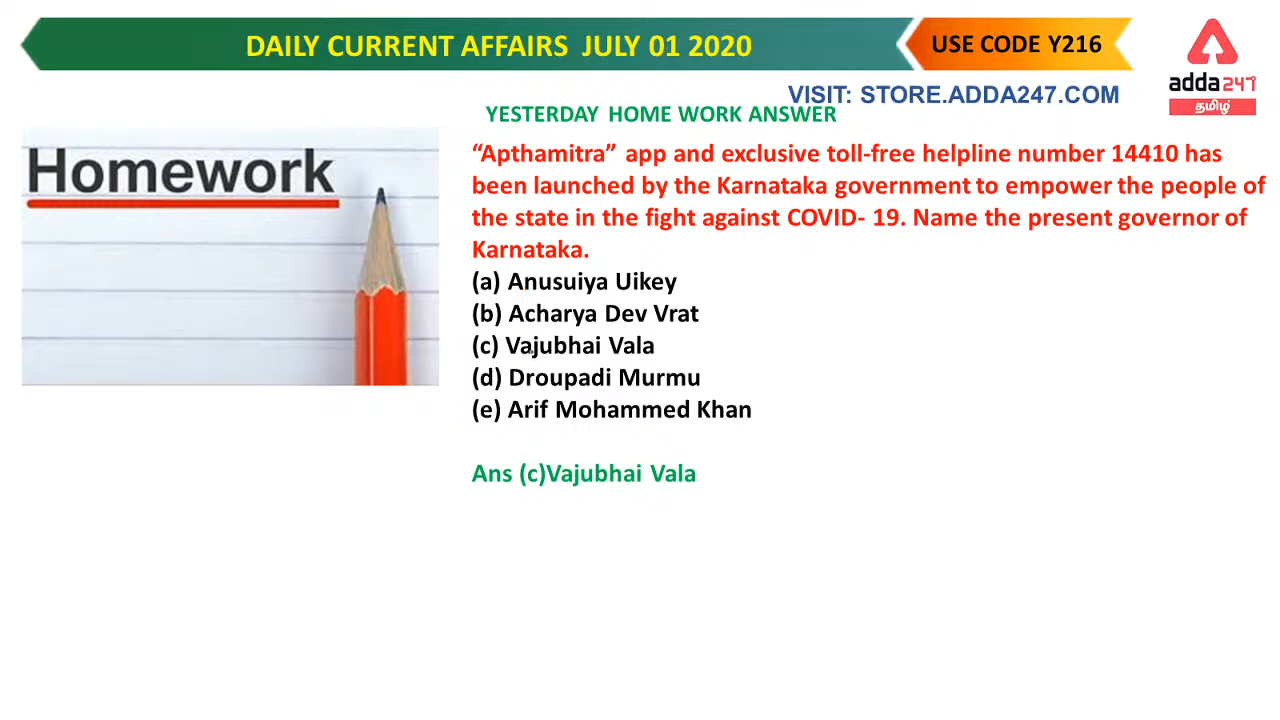 DAILY CURRENT AFFAIRS JULY 01 2020
USE CODE Y216
adda247
தமிழ்
VISIT: STORE.ADDA247.COM
YESTERDAY HOME WORK ANSWER
Homework
“Apthamitra” app and exclusive toll-free helpline number 14410 has
been launched by the Karnataka government to empower the people of
the state in the fight against COVID- 19. Name the present governor of
Karnataka.
(a) Anusuiya Uikey
(b) Acharya Dev Vrat
(c) Vajubhai Vala
(d) Droupadi Murmu
(e) Arif Mohammed Khan
Ans (c)Vajubhai Vala